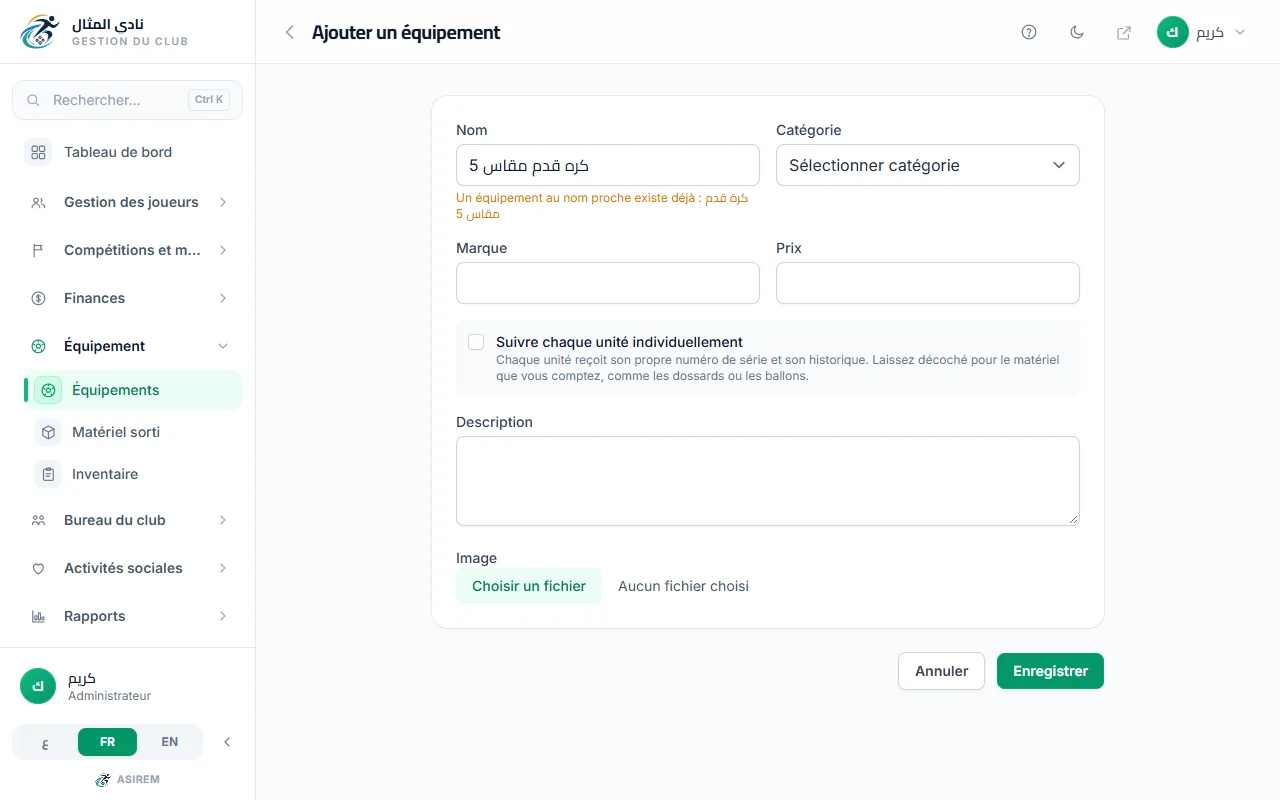 نادي المثال
GESTION DU CLUB
Rechercher...
Ctrl K
Tableau de bord
Gestion des joueurs
Compétitions et m...
Finances
Équipement
Équipements
Matériel sorti
Inventaire
Bureau du club
Activités sociales
Rapports
كريم
Administrateur
ع
FR
EN
ASIREM
Ajouter un équipement
ك
كريم
Nom
كره قدم مقاس 5
Un équipement au nom proche existe déjà : كرة قدم
مقاس 5
Catégorie
Sélectionner catégorie
Marque
Prix
Suivre chaque unité individuellement
Chaque unité reçoit son propre numéro de série et son historique. Laissez décoché pour le matériel
que vous comptez, comme les dossards ou les ballons.
Description
Image
Choisir un fichier
Aucun fichier choisi
Annuler
Enregistrer